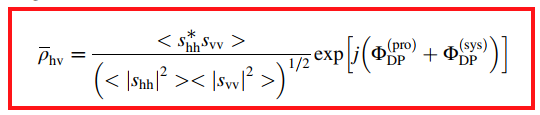 ρ̅_hv = < s*_hh s_vv > / (< |s_hh|² >< |s_vv|² >)^1/2 exp[j(Φ_DP^(pro) + Φ_DP^(sys))]